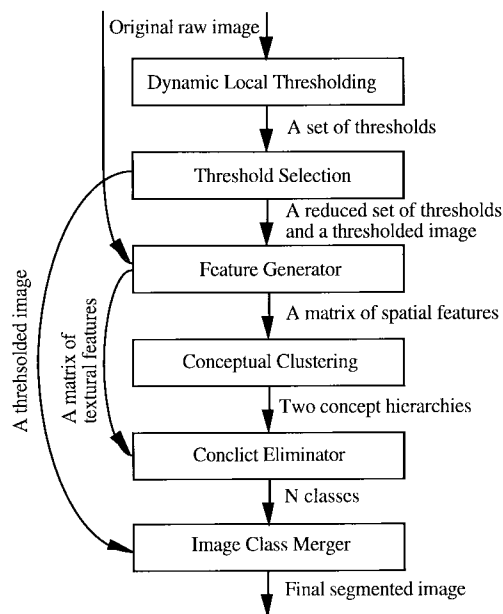 Original raw image
Dynamic Local Thresholding
A set of thresholds
Threshold Selection
A reduced set of thresholds
and a thresholded image
Feature Generator
A matrix of spatial features
Conceptual Clustering
Two concept hierarchies
Conclict Eliminator
N classes
Image Class Merger
Final segmented image
A threhsolded image
A matrix of
textural features